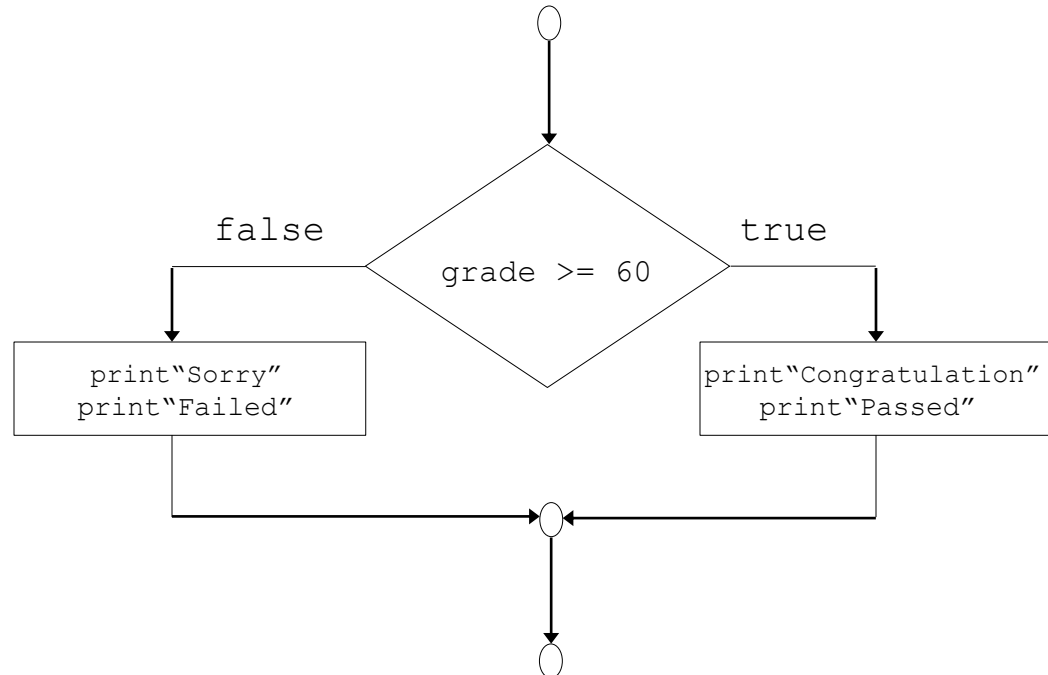 false
true
grade >= 60
print“Sorry”
print“Failed”
print“Congratulation”
print“Passed”